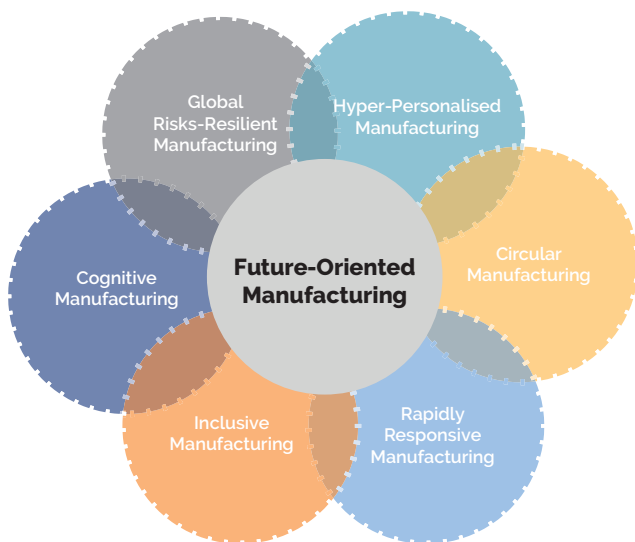 Global
Risks-Resilient
Manufacturing
Hyper-Personalised
Manufacturing
Circular
Manufacturing
Future-Oriented
Manufacturing
Cognitive
Manufacturing
Inclusive
Manufacturing
Rapidly
Responsive
Manufacturing